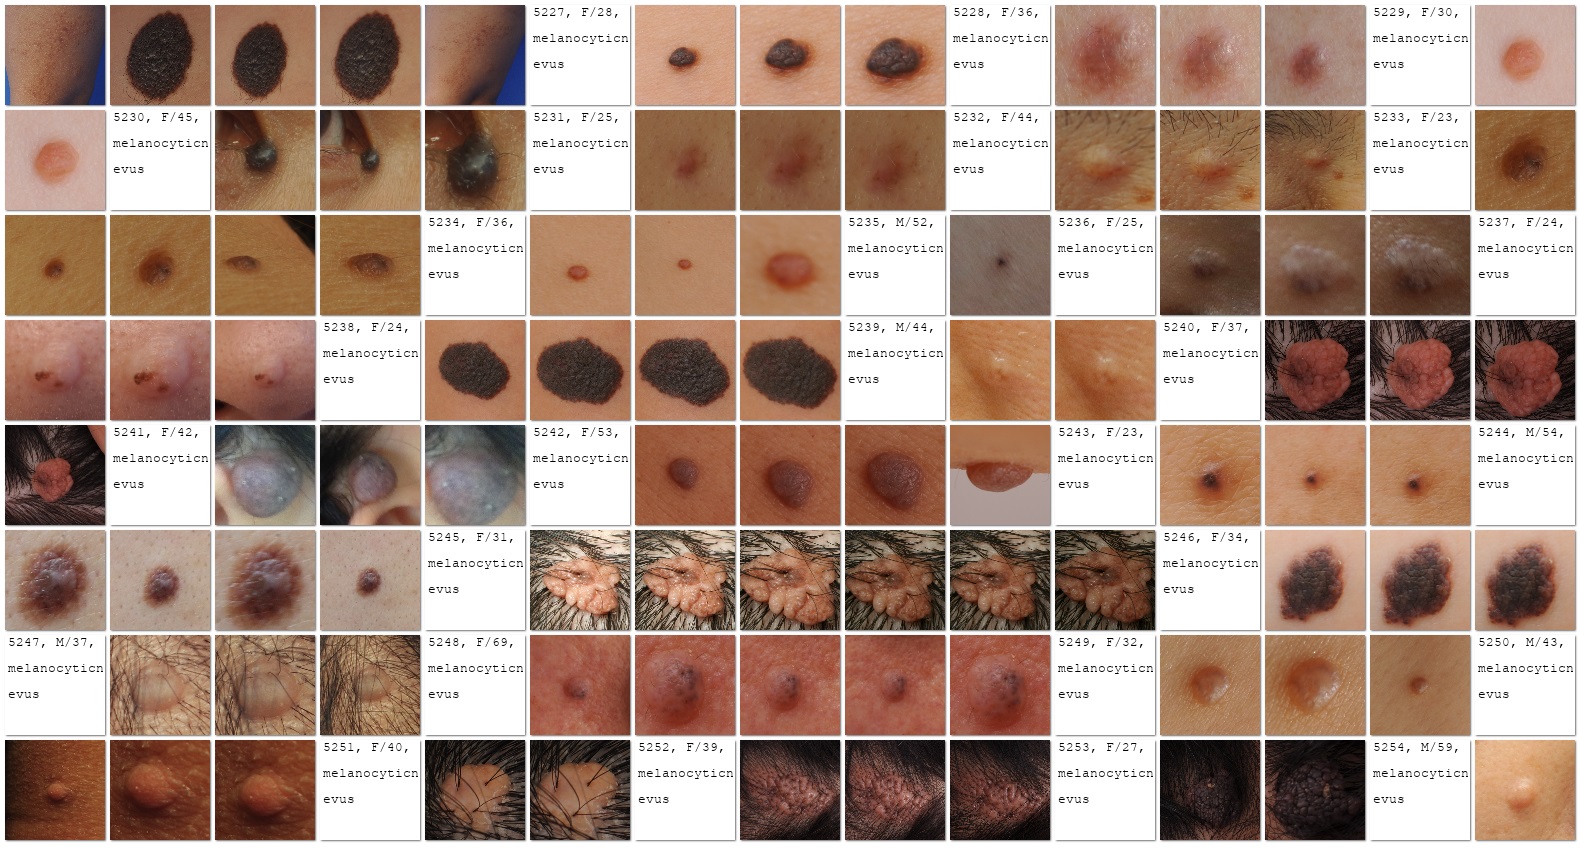 5227, F/28,
melanocyticn
evus
5228, F/36,
melanocyticn
evus
5229, F/30,
melanocyticn
evus
5230, F/45,
melanocyticn
evus
5231, F/25,
melanocyticn
evus
5232, F/44,
melanocyticn
evus
5233, F/23,
melanocyticn
evus
5234, F/36,
melanocyticn
evus
5235, M/52,
melanocyticn
evus
5236, F/25,
melanocyticn
evus
5237, F/24,
melanocyticn
evus
5238, F/24,
melanocyticn
evus
5239, M/44,
melanocyticn
evus
5240, F/37,
melanocyticn
evus
5241, F/42,
melanocyticn
evus
5242, F/53,
melanocyticn
evus
5243, F/23,
melanocyticn
evus
5244, M/54,
melanocyticn
evus
5245, F/31,
melanocyticn
evus
5246, F/34,
melanocyticn
evus
5247, M/37,
melanocyticn
evus
5248, F/69,
melanocyticn
evus
5249, F/32,
melanocyticn
evus
5250, M/43,
melanocyticn
evus
5251, F/40,
melanocyticn
evus
5252, F/39,
melanocyticn
evus
5253, F/27,
melanocyticn
evus
5254, M/59,
melanocyticn
evus